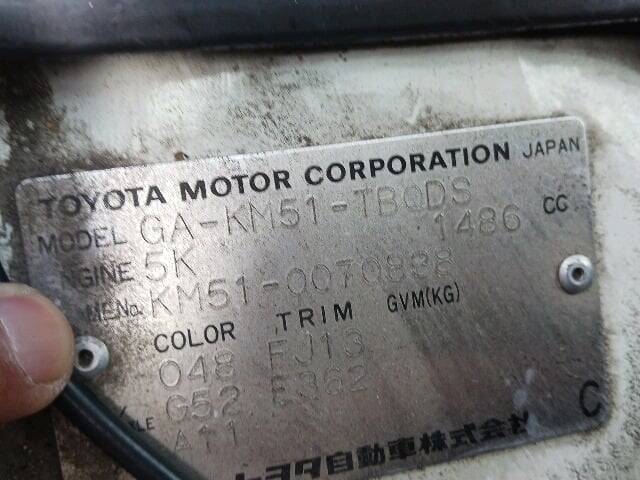 TOYOTA MOTOR CORPORATION JAPAN
MODEL GA-KM51-TBQDS
ENGINE 5K 1486 CC
KM51-0070838
COLOR TRIM GVM(KG)
048 FJ13
G52 E362
A11
C
トヨタ自動車株式会社